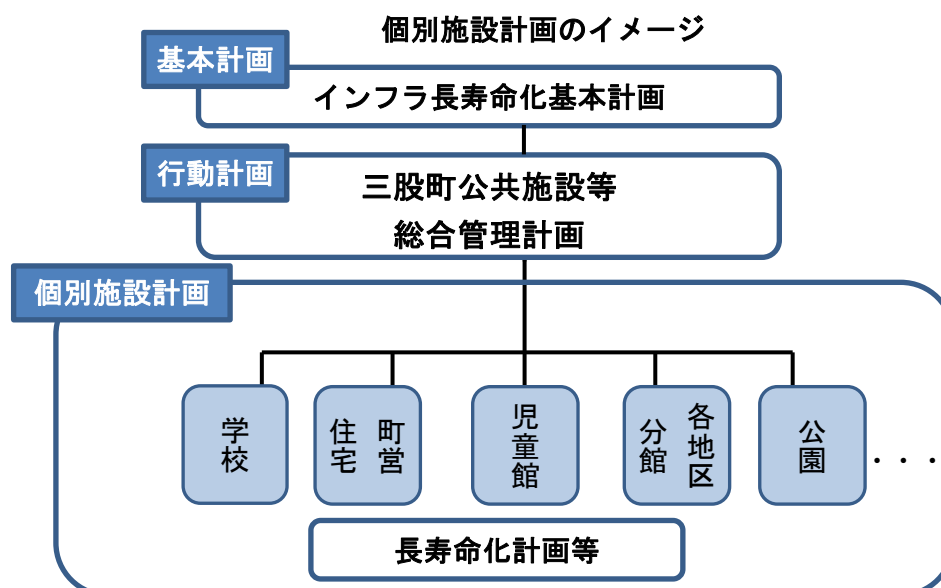 個別施設計画のイメージ
基本計画
インフラ長寿命化基本計画
行動計画
三股町公共施設等
総合管理計画
個別施設計画
学校
町営
住宅
児童館
各地区
分館
公園
・・・・
長寿命化計画等